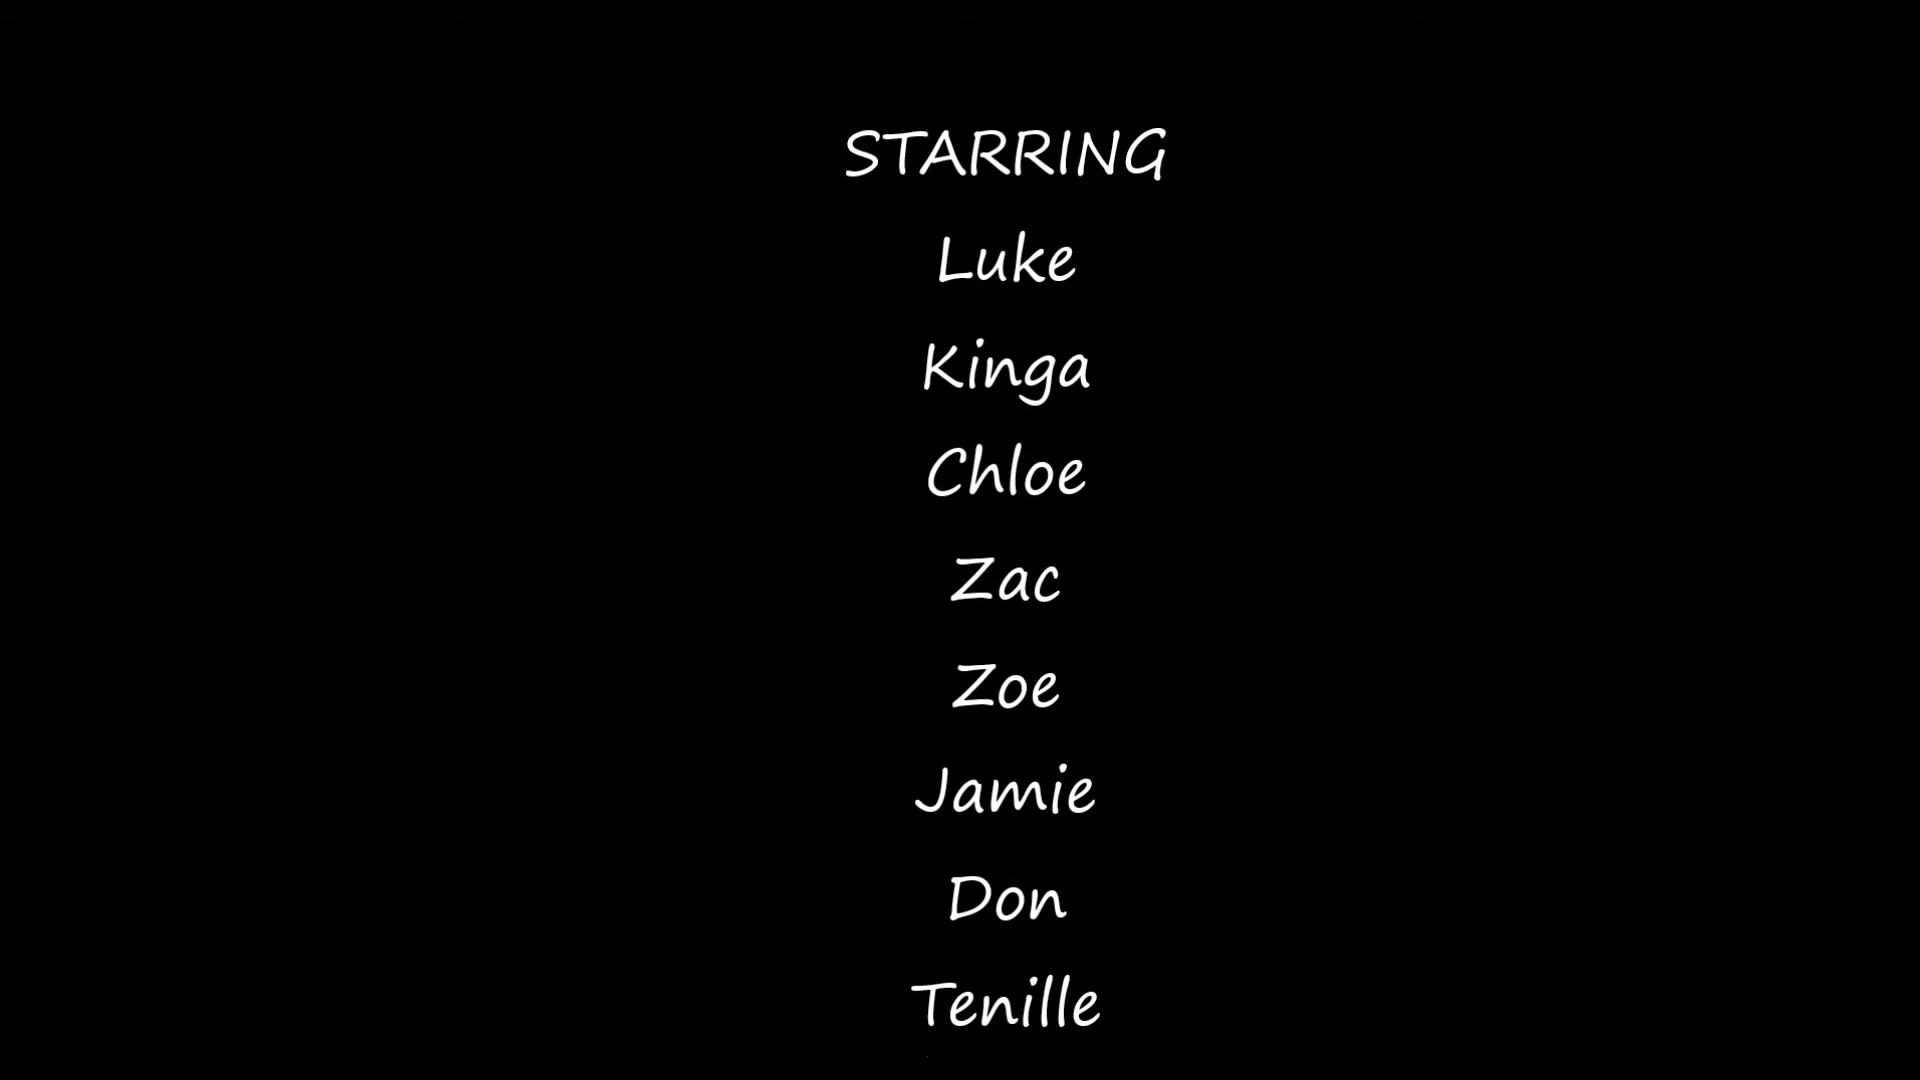 STARRING
Luke
Kinga
Chloe
Zac
Zoe
Jamie
Don
Tenille